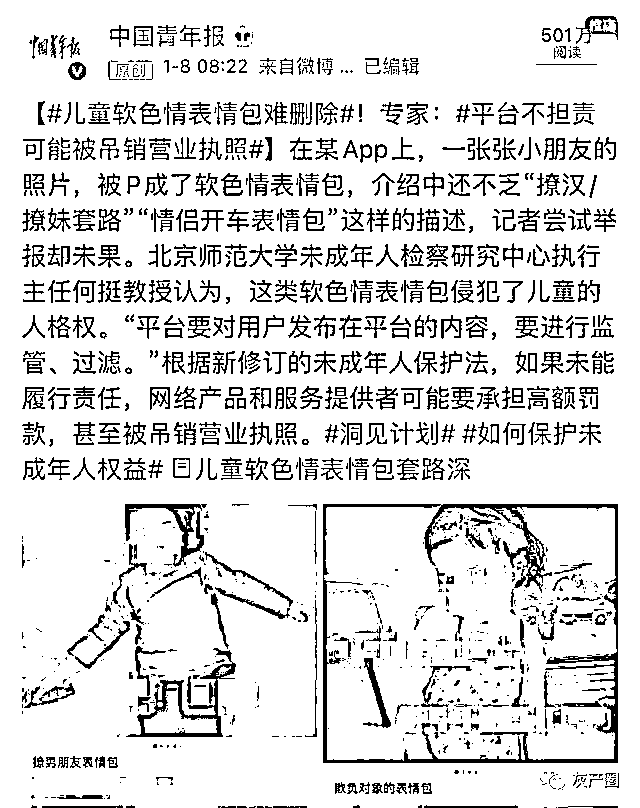 中国青年报
中国青年报
501万
阅读
原创 1-8 08:22 来自微博 ... 已编辑
【#儿童软色情表情包难删除#！专家：#平台不担责
可能被吊销营业执照#】在某App上，一张张小朋友的
照片，被P成了软色情表情包，介绍中还不乏“撩汉/
撩妹套路”“情侣开车表情包”这样的描述，记者尝试举
报却未果。北京师范大学未成年人检察研究中心执行
主任何挺教授认为，这类软色情表情包侵犯了儿童的
人格权。“平台要对用户发布在平台的内容，要进行监
管、过滤。”根据新修订的未成年人保护法，如果未能
履行责任，网络产品和服务提供者可能要承担高额罚
款，甚至被吊销营业执照。#洞见计划# #如何保护未
成年人权益# 儿童软色情表情包套路深
撩男朋友表情包
欺负对象的表情包
灰产圈